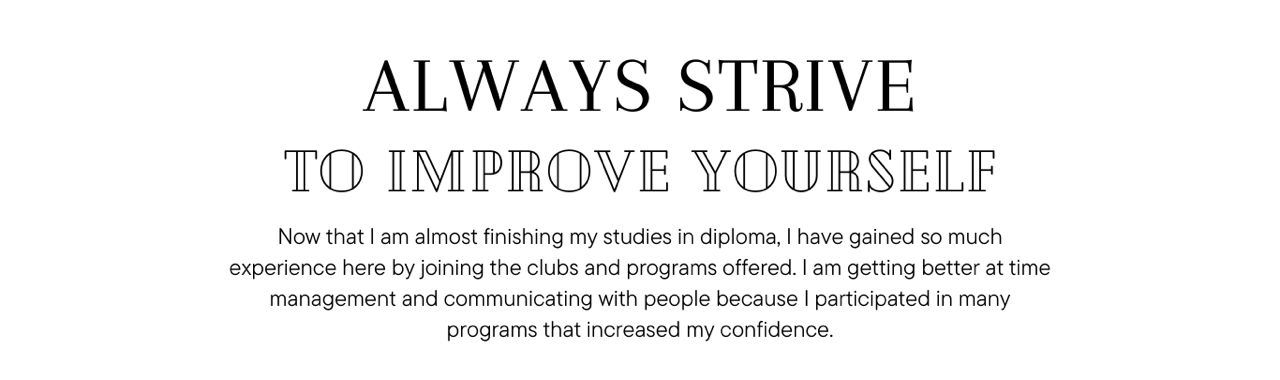 ALWAYS STRIVE
TO IMPROVE YOURSELF
Now that I am almost finishing my studies in diploma, I have gained so much
experience here by joining the clubs and programs offered. I am getting better at time
management and communicating with people because I participated in many
programs that increased my confidence.